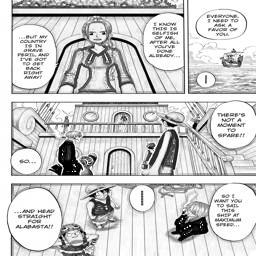 EVERYONE,
I NEED TO
ASK A
FAVOR OF
YOU.
I KNOW
THIS IS
SELFISH OF
ME, AFTER
ALL YOU'VE
DONE
ALREADY...
...BUT MY
COUNTRY
IS IN
GRAVE
PERIL, AND
I'VE GOT
TO GET
BACK
RIGHT
AWAY!
THERE'S
NOT A
MOMENT
TO
SPARE!!
SO...
SO I
WANT YOU
TO SAIL
THIS
SHIP AT
MAXIMUM
SPEED...
...AND HEAD
STRAIGHT
FOR
ALABASTA!!